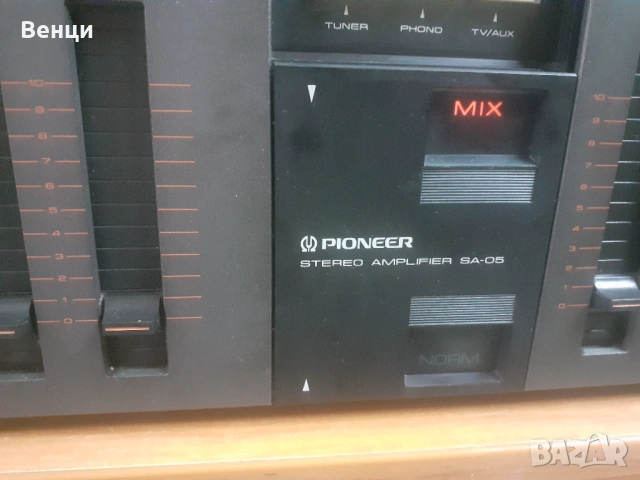 Венци
TUNER PHONO TV/AUX
MIX
10 10
9 9
8 8
7 7
6 6
5 5
4 4
3 3
2 2
1 1
0 0
PIONEER
STEREO AMPLIFIER SA-05
NORM
BAZAR